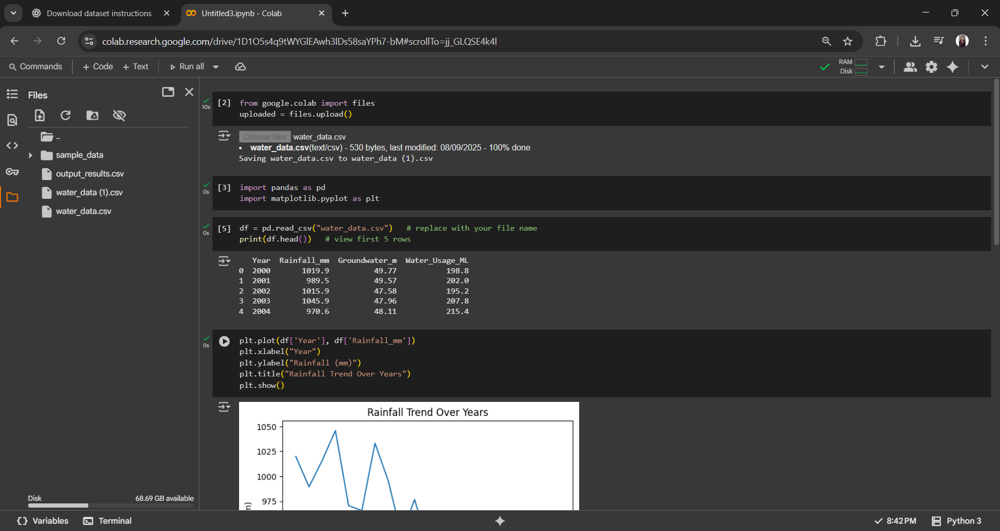 Download dataset instructions
Untitled3.ipynb - Colab
colab.research.google.com/drive/1D1O5s4q9tWYGlEAwh3lDs58saYPh7-bM#scrollTo=jj_GLQSE4k4l
Commands
+ Code
+ Text
Run all
RAM
Disk
Files
..
sample_data
output_results.csv
water_data (1).csv
water_data.csv
Disk
68.69 GB available
10s
[2] from google.colab import files
uploaded = files.upload()
Choose files water_data.csv
• water_data.csv(text/csv) - 530 bytes, last modified: 08/09/2025 - 100% done
Saving water_data.csv to water_data (1).csv
0s
[3] import pandas as pd
import matplotlib.pyplot as plt
0s
[5] df = pd.read_csv("water_data.csv") # replace with your file name
print(df.head()) # view first 5 rows
Year Rainfall_mm Groundwater_m Water_Usage_ML
0 2000 1019.9 49.77 198.8
1 2001 989.5 49.57 202.0
2 2002 1015.9 47.58 195.2
3 2003 1045.9 47.96 207.8
4 2004 970.6 48.11 215.4
0s
plt.plot(df['Year'], df['Rainfall_mm'])
plt.xlabel("Year")
plt.ylabel("Rainfall (mm)")
plt.title("Rainfall Trend Over Years")
plt.show()
Rainfall Trend Over Years
1050
1025
1000
975
m)
Variables
Terminal
8:42 PM
Python 3